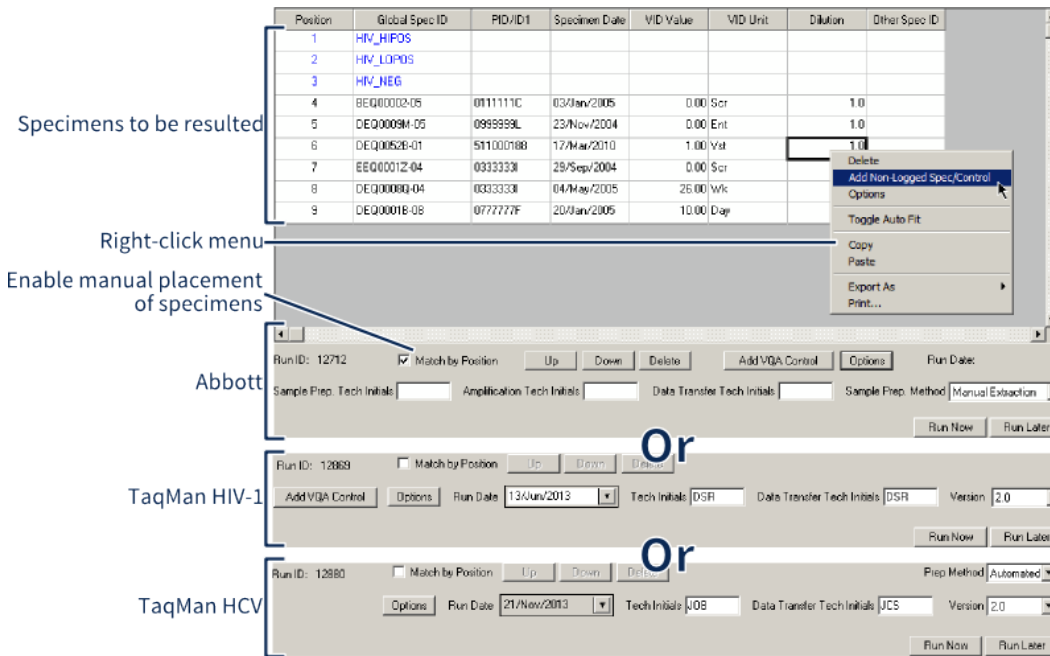 Position Global Spec ID PID/ID1 Specimen Date VID Value VID Unit Dilution Other Spec ID
1 HIV_HIPOS
2 HIV_LOPOS
3 HIV_NEG
4 BEQ00002-05 0111111C 03/Jan/2005 0.00 Scr 1.0
5 DEQ0009M-05 0999999L 23/Nov/2004 0.00 Ent 1.0
6 DEQ0052B-01 511000188 17/Mar/2010 1.00 Vst 1.0
7 EEQ0001Z-04 0333333I 29/Sep/2004 0.00 Scr
8 DEQ0008Q-04 0333333I 04/May/2005 26.00 Wk
9 DEQ0001B-08 0777777F 20/Jan/2005 10.00 Day
Delete
Add Non-Logged Spec/Control
Options
Toggle Auto Fit
Copy
Paste
Export As
Print...
Specimens to be resulted
Right-click menu
Enable manual placement
of specimens
Abbott
Run ID: 12712 Match by Position Up Down Delete Add VQA Control Options Run Date:
Sample Prep. Tech Initials Amplification Tech Initials Data Transfer Tech Initials Sample Prep. Method Manual Extraction
Run Now Run Later
Or
TaqMan HIV-1
Run ID: 12869 Match by Position Up Down Delete
Add VQA Control Options Run Date 13/Jun/2013 Tech Initials DSR Data Transfer Tech Initials DSR Version 2.0
Run Now Run Later
Or
TaqMan HCV
Run ID: 12880 Match by Position Up Down Delete Prep Method Automated
Options Run Date 21/Nov/2013 Tech Initials JOB Data Transfer Tech Initials JCS Version 2.0
Run Now Run Later